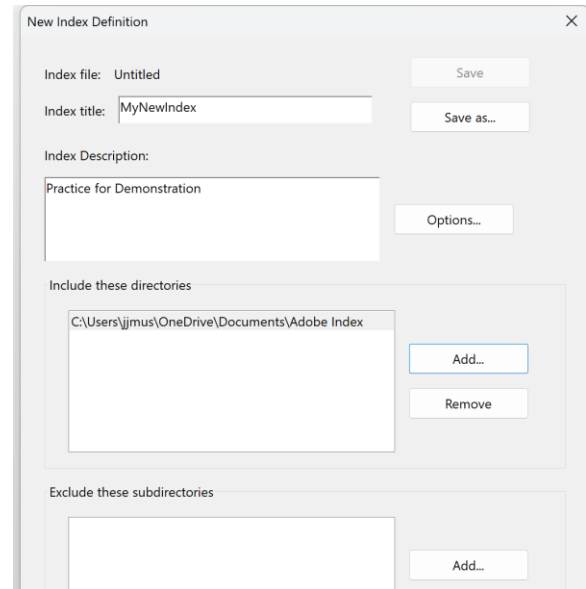 New Index Definition
Index file: Untitled
Save
Index title: MyNewIndex
Save as...
Index Description:
Practice for Demonstration
Options...
Include these directories
C:\Users\jjmus\OneDrive\Documents\Adobe Index
Add...
Remove
Exclude these subdirectories
Add...